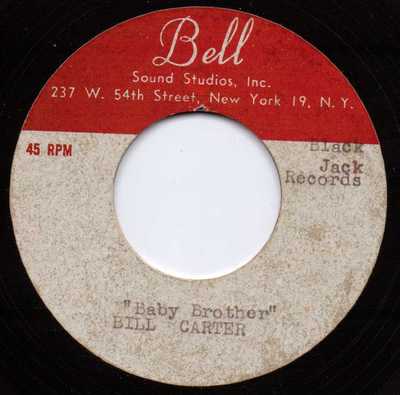 Bell
Sound Studios, Inc.
237 W. 54th Street, New York 19, N.Y.
45 RPM
Black
Jack
Records
"Baby Brother"
BILL CARTER